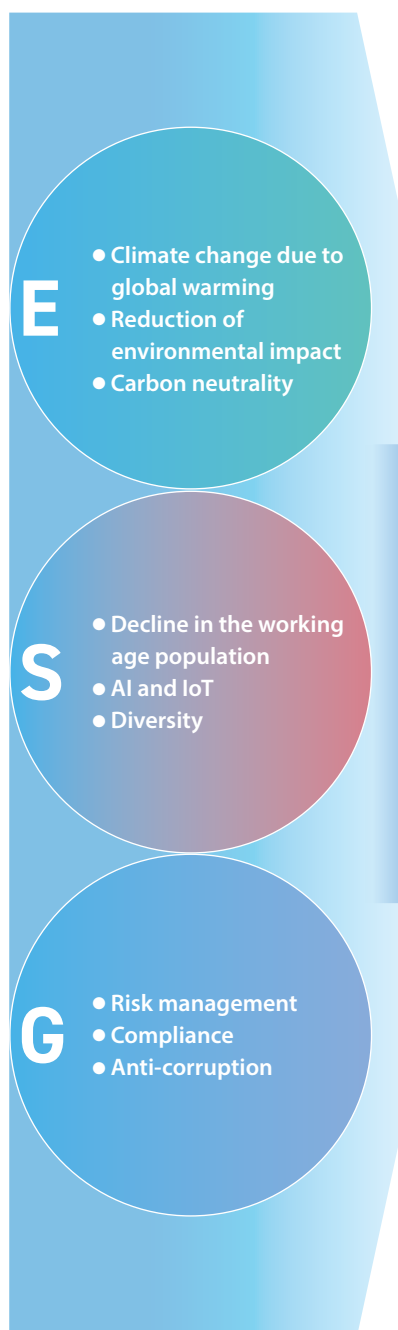 E
● Climate change due to
global warming
● Reduction of
environmental impact
● Carbon neutrality
S
● Decline in the working
age population
● AI and IoT
● Diversity
G
● Risk management
● Compliance
● Anti-corruption